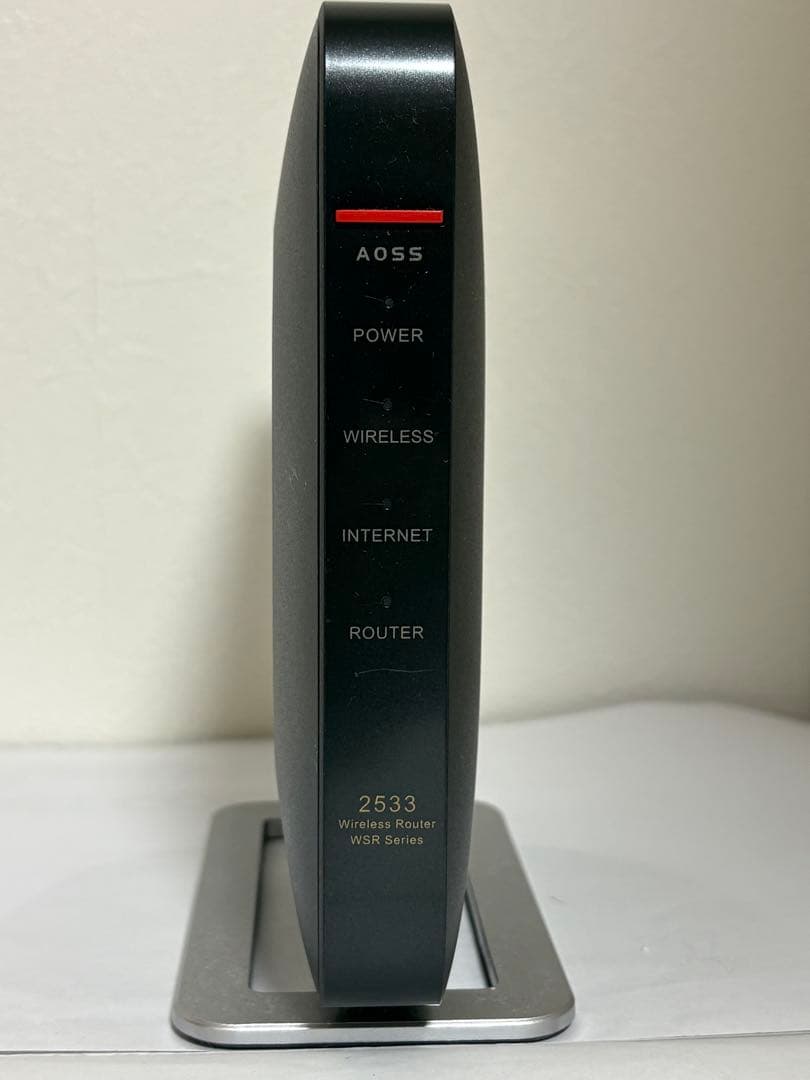 AOSS
POWER
WIRELESS
INTERNET
ROUTER
2533
Wireless Router
WSR Series